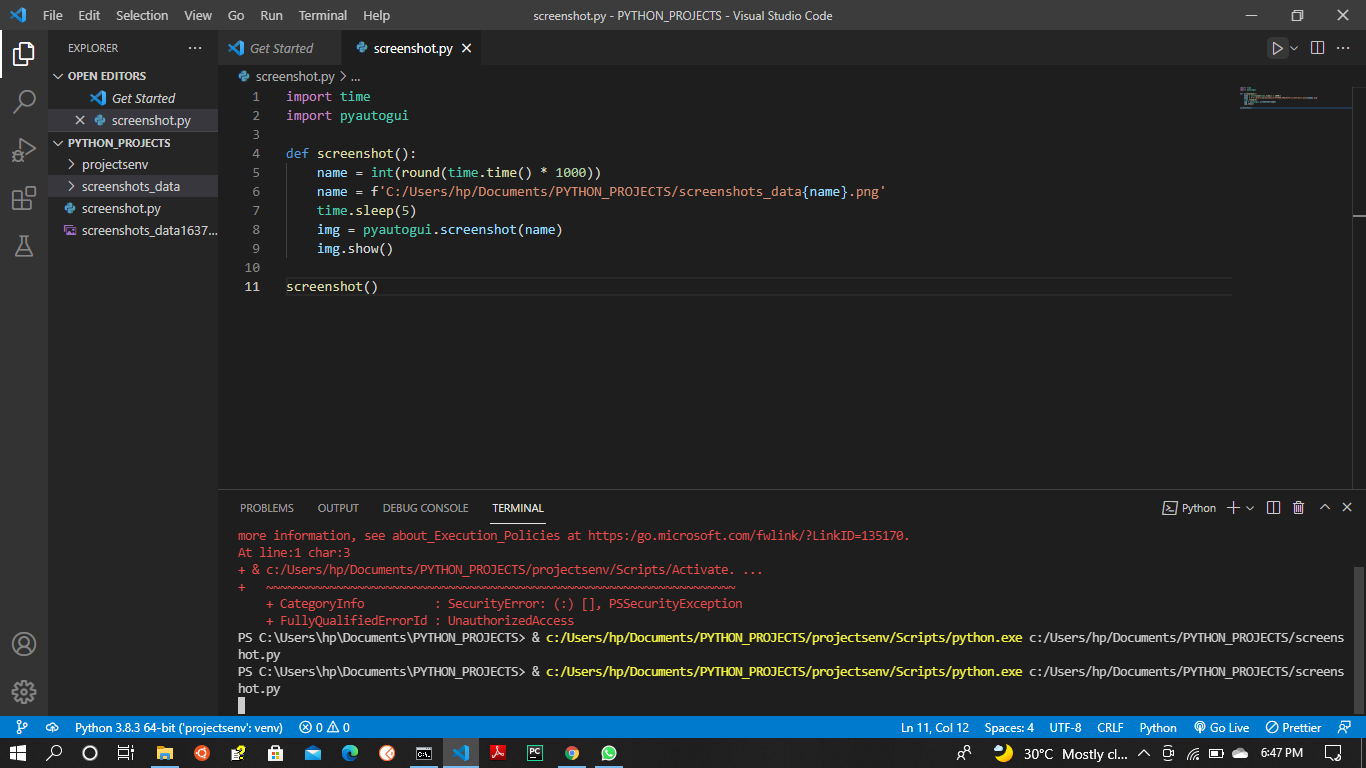 File Edit Selection View Go Run Terminal Help
screenshot.py - PYTHON_PROJECTS - Visual Studio Code
EXPLORER
OPEN EDITORS
Get Started
screenshot.py
PYTHON_PROJECTS
projectsenv
screenshots_data
screenshot.py
screenshots_data1637...
Get Started
screenshot.py
screenshot.py > ...
1 import time
2 import pyautogui
3
4 def screenshot():
5     name = int(round(time.time() * 1000))
6     name = f'C:/Users/hp/Documents/PYTHON_PROJECTS/screenshots_data{name}.png'
7     time.sleep(5)
8     img = pyautogui.screenshot(name)
9     img.show()
10
11 screenshot()
PROBLEMS OUTPUT DEBUG CONSOLE TERMINAL
Python
more information, see about_Execution_Policies at https:/go.microsoft.com/fwlink/?LinkID=135170.
At line:1 char:3
+ & c:/Users/hp/Documents/PYTHON_PROJECTS/projectsenv/Scripts/Activate. ...
+   ~~~~~~~~~~~~~~~~~~~~~~~~~~~~~~~~~~~~~~~~~~~~~~~~~~~~~~~~~~~~~~~~~~~
    + CategoryInfo          : SecurityError: (:) [], PSSecurityException
    + FullyQualifiedErrorId : UnauthorizedAccess
PS C:\Users\hp\Documents\PYTHON_PROJECTS> & c:/Users/hp/Documents/PYTHON_PROJECTS/projectsenv/Scripts/python.exe c:/Users/hp/Documents/PYTHON_PROJECTS/screens
hot.py
PS C:\Users\hp\Documents\PYTHON_PROJECTS> & c:/Users/hp/Documents/PYTHON_PROJECTS/projectsenv/Scripts/python.exe c:/Users/hp/Documents/PYTHON_PROJECTS/screens
hot.py
Python 3.8.3 64-bit ('projectsenv': venv) 0 0
Ln 11, Col 12 Spaces: 4 UTF-8 CRLF Python Go Live Prettier
30°C Mostly cl... 6:47 PM